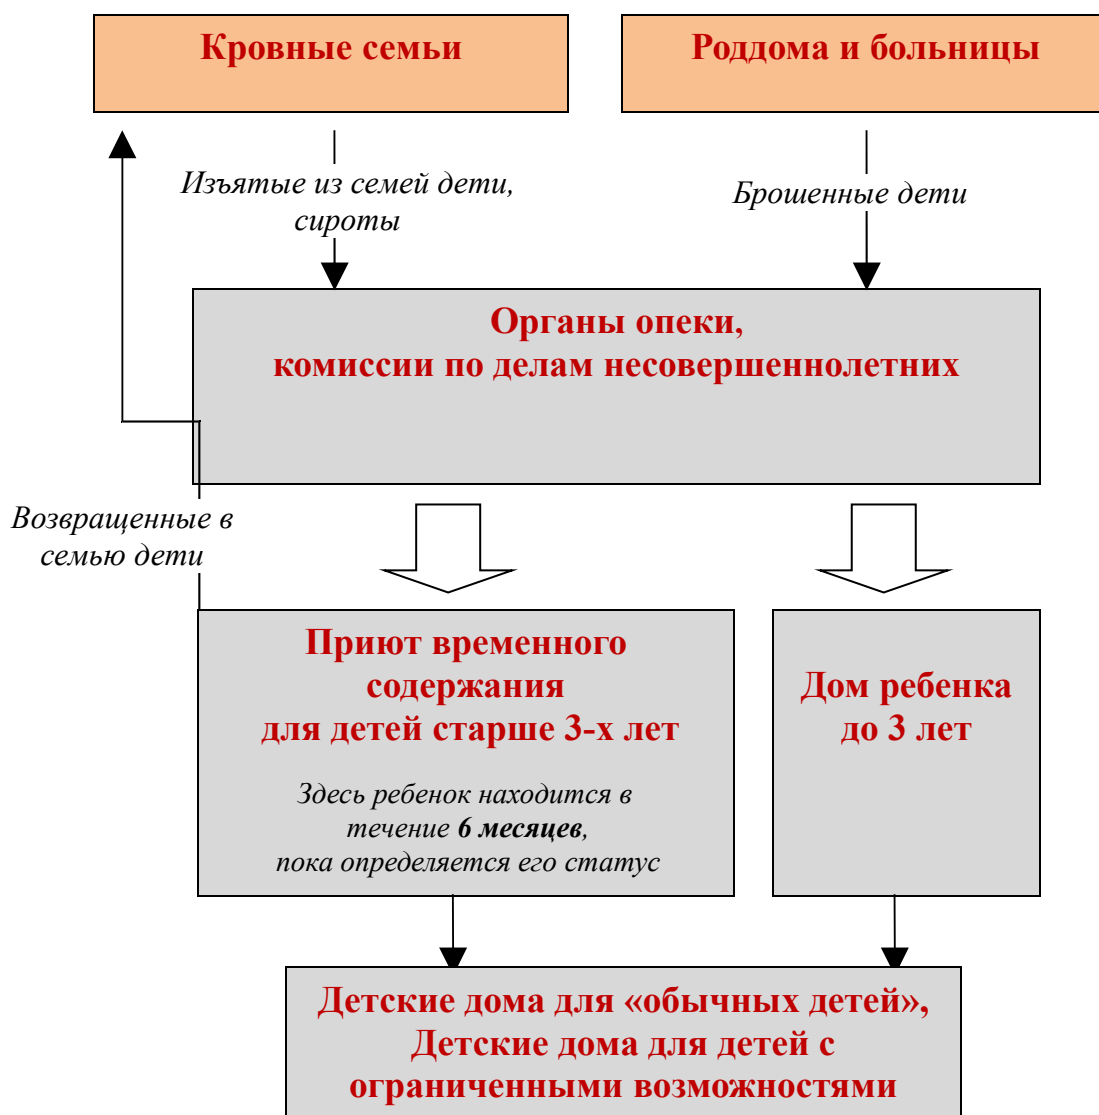 Кровные семьи
Роддома и больницы
Изъятые из семей дети,
сироты
Брошенные дети
Органы опеки,
комиссии по делам несовершеннолетних
Возвращенные в
семью дети
Приют временного
содержания
для детей старше 3-х лет
Здесь ребенок находится в
течение 6 месяцев,
пока определяется его статус
Дом ребенка
до 3 лет
Детские дома для «обычных детей»,
Детские дома для детей с
ограниченными возможностями